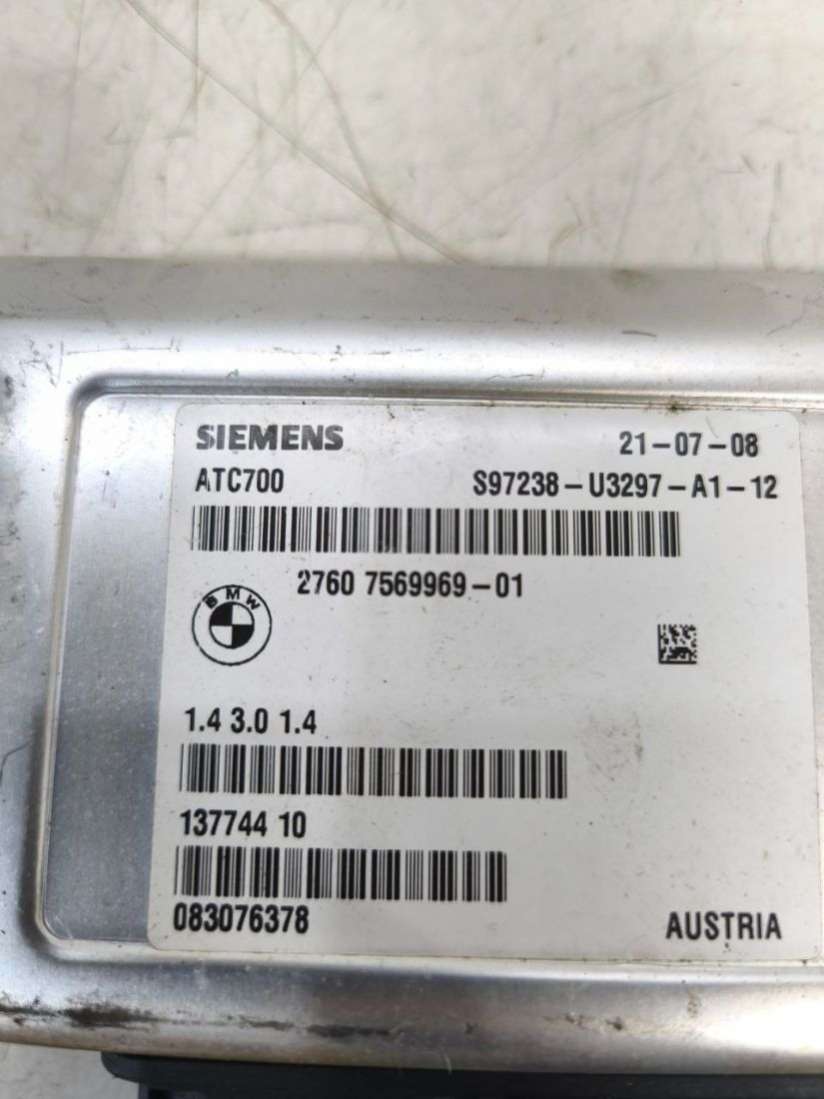 SIEMENS 21-07-08
ATC700 S97238-U3297-A1-12
2760 7569969-01
BMW
1.4 3.0 1.4
137744 10
083076378 AUSTRIA